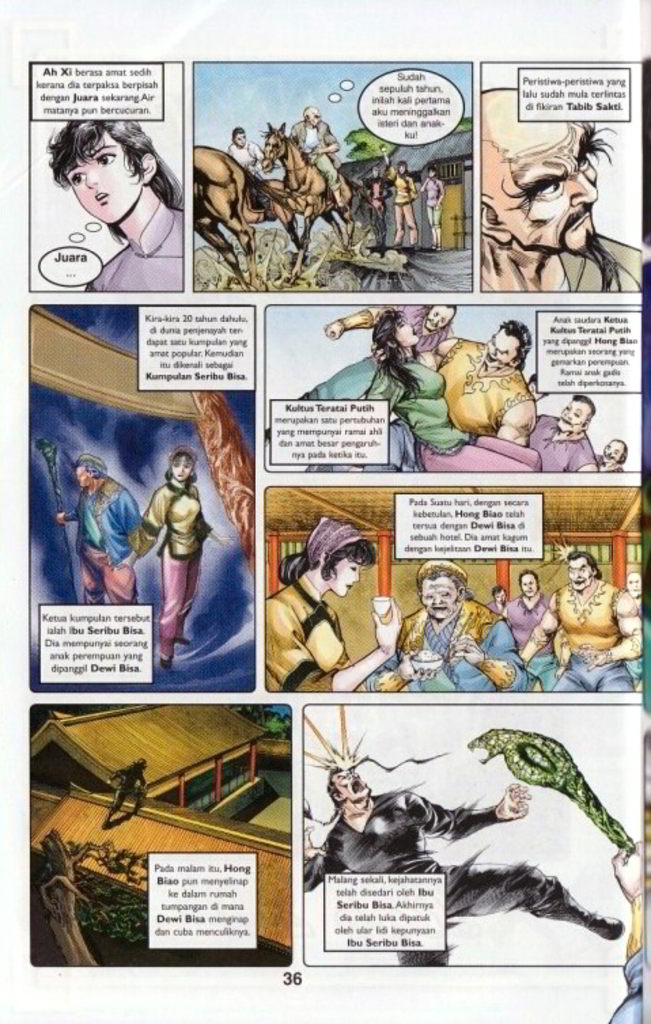 Ah Xi berasa amat sedih
kerana dia terpaksa berpisah
dengan Juara sekarang. Air
matanya pun bercucuran.
Juara
...
Sudah
sepuluh tahun,
inilah kali pertama
aku meninggalkan
isteri dan anak-
ku!
Peristiwa-peristiwa yang
lalu sudah mula terlintas
di fikiran Tabib Sakti.
Kira-kira 20 tahun dahulu,
di dunia penjenayah ter-
dapat satu kumpulan yang
amat popular. Kemudian
itu dikenali sebagai
Kumpulan Seribu Bisa.
Ketua kumpulan tersebut
ialah Ibu Seribu Bisa.
Dia mempunyai seorang
anak perempuan yang
dipanggil Dewi Bisa.
Kultus Teratai Putih
merupakan satu pertubuhan
yang mempunyai ramai ahli
dan amat besar pengaruh-
nya pada ketika itu.
Anak saudara Ketua
Kultus Teratai Putih
yang dipanggil Hong Biao
merupakan seorang yang
gemarkan perempuan.
Ramai anak gadis
telah diperkosanya.
Pada Suatu hari, dengan secara
kebetulan, Hong Biao telah
tersua dengan Dewi Bisa di
sebuah hotel. Dia amat kagum
dengan kejelitaan Dewi Bisa itu.
Pada malam itu, Hong
Biao pun menyelinap
ke dalam rumah
tumpangan di mana
Dewi Bisa menginap
dan cuba menculiknya.
Malang sekali, kejahatannya
telah disedari oleh Ibu
Seribu Bisa. Akhirnya
dia telah luka dipatuk
oleh ular lidi kepunyaan
Ibu Seribu Bisa.
36